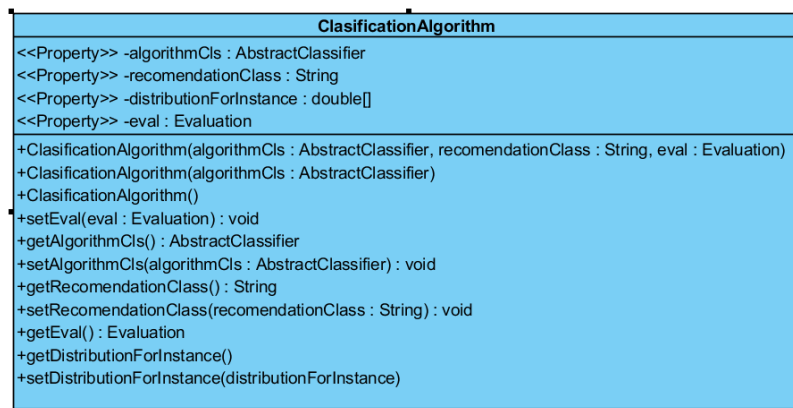 ClasificationAlgorithm
<<Property>> -algorithmCls : AbstractClassifier
<<Property>> -recomendationClass : String
<<Property>> -distributionForInstance : double[]
<<Property>> -eval : Evaluation
+ClasificationAlgorithm(algorithmCls : AbstractClassifier, recomendationClass : String, eval : Evaluation)
+ClasificationAlgorithm(algorithmCls : AbstractClassifier)
+ClasificationAlgorithm()
+setEval(eval : Evaluation) : void
+getAlgorithmCls() : AbstractClassifier
+setAlgorithmCls(algorithmCls : AbstractClassifier) : void
+getRecomendationClass() : String
+setRecomendationClass(recomendationClass : String) : void
+getEval() : Evaluation
+getDistributionForInstance()
+setDistributionForInstance(distributionForInstance)